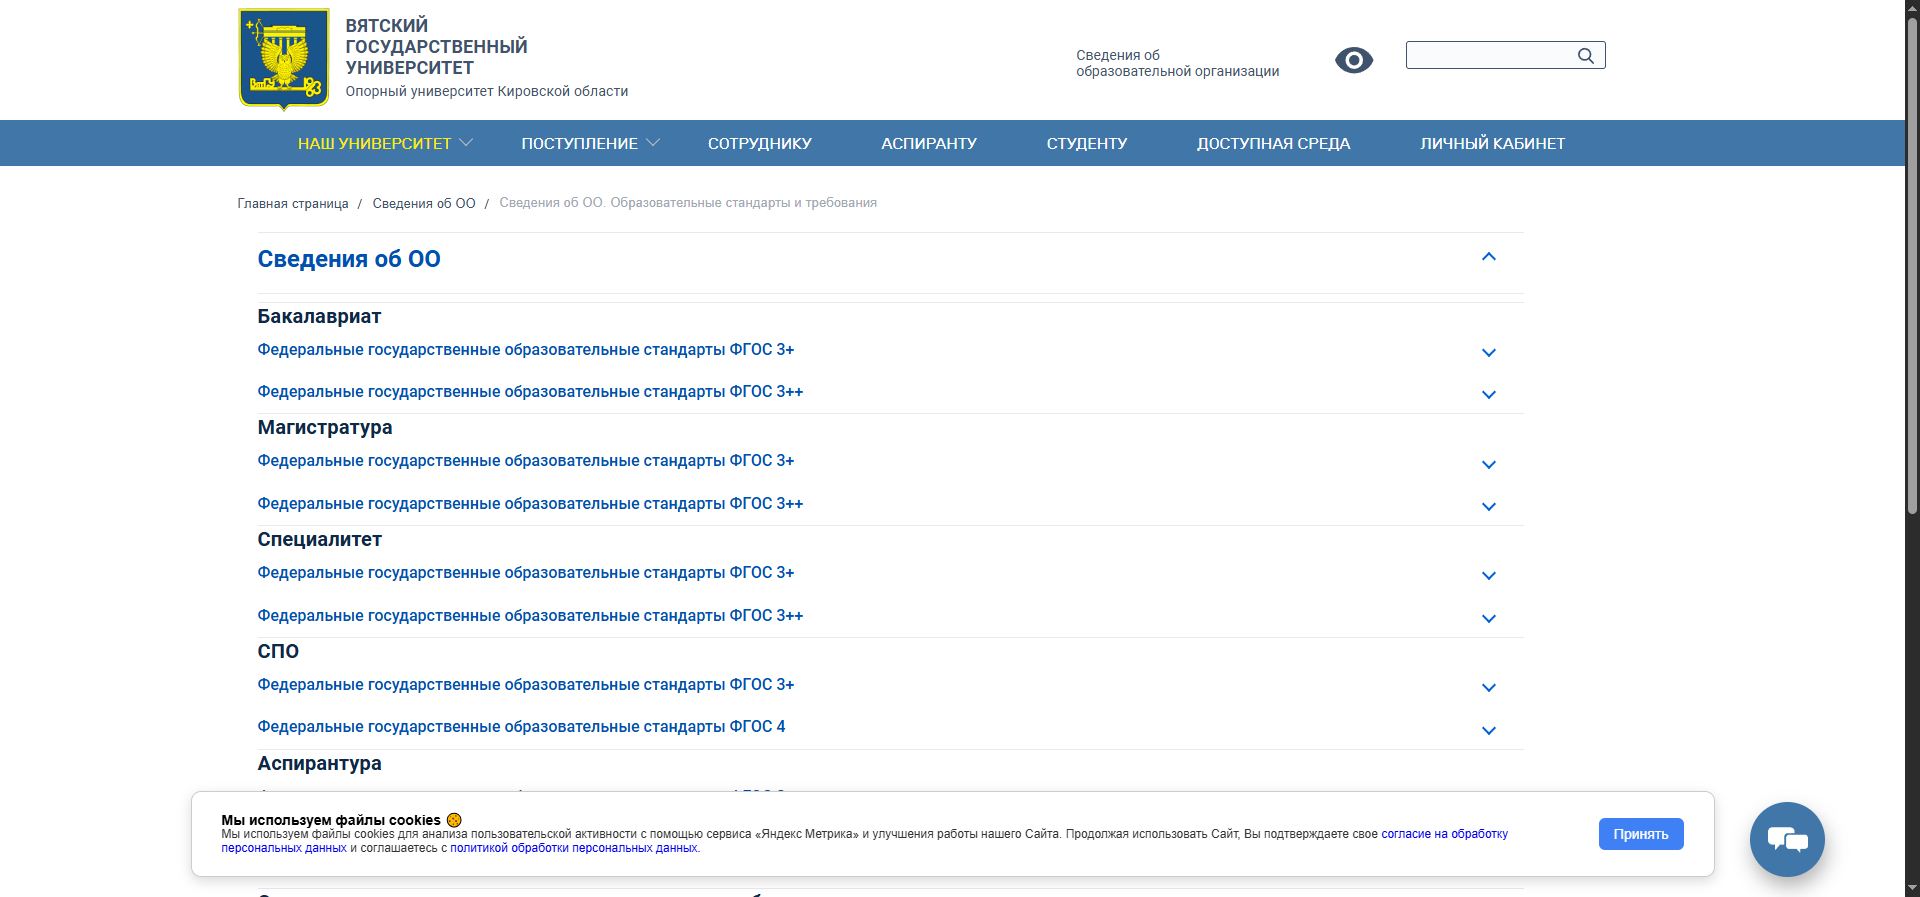 ВЯТСКИЙ
ГОСУДАРСТВЕННЫЙ
УНИВЕРСИТЕТ
Опорный университет Кировской области
Сведения об
образовательной организации
НАШ УНИВЕРСИТЕТ
ПОСТУПЛЕНИЕ
СОТРУДНИКУ
АСПИРАНТУ
СТУДЕНТУ
ДОСТУПНАЯ СРЕДА
ЛИЧНЫЙ КАБИНЕТ
Главная страница / Сведения об ОО / Сведения об ОО. Образовательные стандарты и требования
Сведения об ОО
Бакалавриат
Федеральные государственные образовательные стандарты ФГОС 3+
Федеральные государственные образовательные стандарты ФГОС 3++
Магистратура
Федеральные государственные образовательные стандарты ФГОС 3+
Федеральные государственные образовательные стандарты ФГОС 3++
Специалитет
Федеральные государственные образовательные стандарты ФГОС 3+
Федеральные государственные образовательные стандарты ФГОС 3++
СПО
Федеральные государственные образовательные стандарты ФГОС 3+
Федеральные государственные образовательные стандарты ФГОС 4
Аспирантура
Мы используем файлы cookies
Мы используем файлы cookies для анализа пользовательской активности с помощью сервиса «Яндекс Метрика» и улучшения работы нашего Сайта. Продолжая использовать Сайт, Вы подтверждаете свое согласие на обработку
персональных данных и соглашаетесь с политикой обработки персональных данных.
Принять